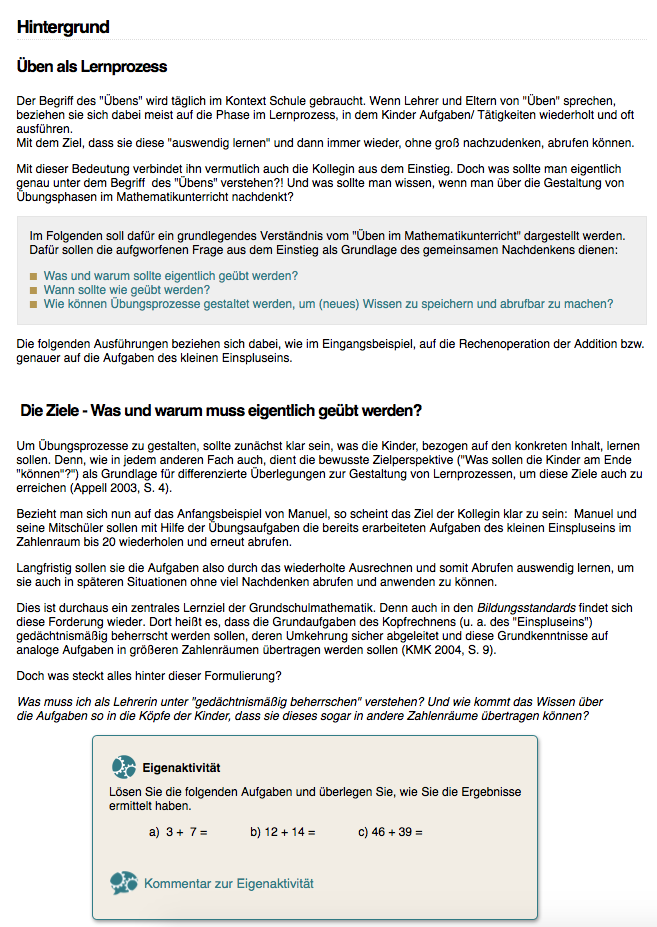 Hintergrund
Üben als Lernprozess
Der Begriff des "Übens" wird täglich im Kontext Schule gebraucht. Wenn Lehrer und Eltern von "Üben" sprechen,
beziehen sie sich dabei meist auf die Phase im Lernprozess, in dem Kinder Aufgaben/ Tätigkeiten wiederholt und oft
ausführen.
Mit dem Ziel, dass sie diese "auswendig lernen" und dann immer wieder, ohne groß nachzudenken, abrufen können.
Mit dieser Bedeutung verbindet ihn vermutlich auch die Kollegin aus dem Einstieg. Doch was sollte man eigentlich
genau unter dem Begriff des "Übens" verstehen?! Und was sollte man wissen, wenn man über die Gestaltung von
Übungsphasen im Mathematikunterricht nachdenkt?
Im Folgenden soll dafür ein grundlegendes Verständnis vom "Üben im Mathematikunterricht" dargestellt werden.
Dafür sollen die aufgworfenen Frage aus dem Einstieg als Grundlage des gemeinsamen Nachdenkens dienen:
Was und warum sollte eigentlich geübt werden?
Wann sollte wie geübt werden?
Wie können Übungsprozesse gestaltet werden, um (neues) Wissen zu speichern und abrufbar zu machen?
Die folgenden Ausführungen beziehen sich dabei, wie im Eingangsbeispiel, auf die Rechenoperation der Addition bzw.
genauer auf die Aufgaben des kleinen Einspluseins.
Die Ziele - Was und warum muss eigentlich geübt werden?
Um Übungsprozesse zu gestalten, sollte zunächst klar sein, was die Kinder, bezogen auf den konkreten Inhalt, lernen
sollen. Denn, wie in jedem anderen Fach auch, dient die bewusste Zielperspektive ("Was sollen die Kinder am Ende
"können"?") als Grundlage für differenzierte Überlegungen zur Gestaltung von Lernprozessen, um diese Ziele auch zu
erreichen (Appell 2003, S. 4).
Bezieht man sich nun auf das Anfangsbeispiel von Manuel, so scheint das Ziel der Kollegin klar zu sein: Manuel und
seine Mitschüler sollen mit Hilfe der Übungsaufgaben die bereits erarbeiteten Aufgaben des kleinen Einspluseins im
Zahlenraum bis 20 wiederholen und erneut abrufen.
Langfristig sollen sie die Aufgaben also durch das wiederholte Ausrechnen und somit Abrufen auswendig lernen, um
sie auch in späteren Situationen ohne viel Nachdenken abrufen und anwenden zu können.
Dies ist durchaus ein zentrales Lernziel der Grundschulmathematik. Denn auch in den Bildungsstandards findet sich
diese Forderung wieder. Dort heißt es, dass die Grundaufgaben des Kopfrechnens (u. a. des "Einspluseins")
gedächtnismäßig beherrscht werden sollen, deren Umkehrung sicher abgeleitet und diese Grundkenntnisse auf
analoge Aufgaben in größeren Zahlenräumen übertragen werden sollen (KMK 2004, S. 9).
Doch was steckt alles hinter dieser Formulierung?
Was muss ich als Lehrerin unter "gedächtnismäßig beherrschen" verstehen? Und wie kommt das Wissen über
die Aufgaben so in die Köpfe der Kinder, dass sie dieses sogar in andere Zahlenräume übertragen können?
Eigenaktivität
Lösen Sie die folgenden Aufgaben und überlegen Sie, wie Sie die Ergebnisse
ermittelt haben.
a) 3 + 7 = b) 12 + 14 = c) 46 + 39 =
Kommentar zur Eigenaktivität